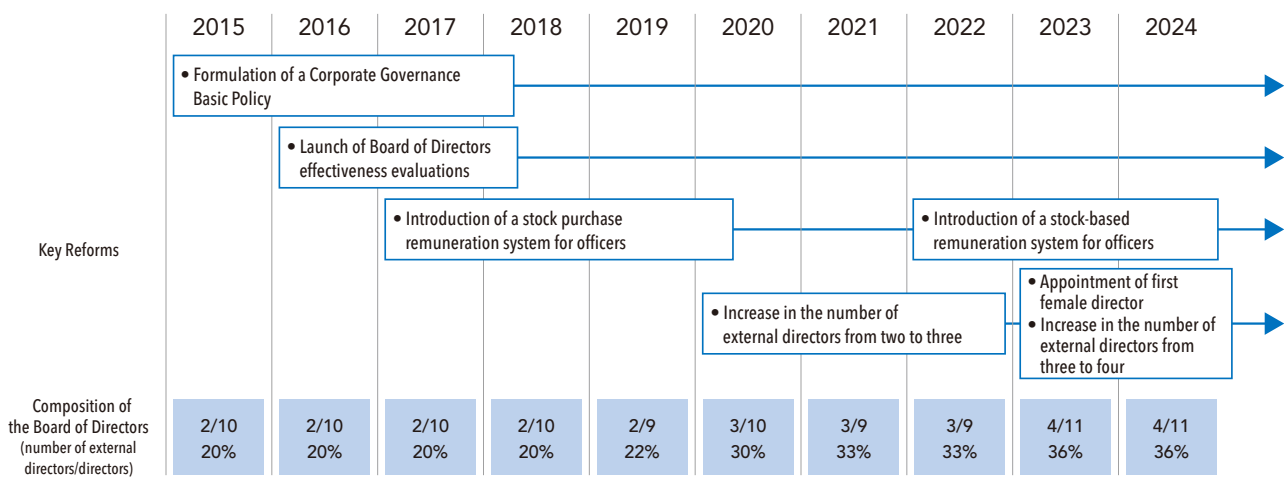 2015 2016 2017 2018 2019 2020 2021 2022 2023 2024
• Formulation of a Corporate Governance
Basic Policy
• Launch of Board of Directors
effectiveness evaluations
Key Reforms
• Introduction of a stock purchase
remuneration system for officers
• Introduction of a stock-based
remuneration system for officers
• Increase in the number of
external directors from two to three
• Appointment of first
female director
• Increase in the number of
external directors from
three to four
Composition of
the Board of Directors
(number of external
directors/directors)
2/10 2/10 2/10 2/10 2/9 3/10 3/9 3/9 4/11 4/11
20% 20% 20% 20% 22% 30% 33% 33% 36% 36%